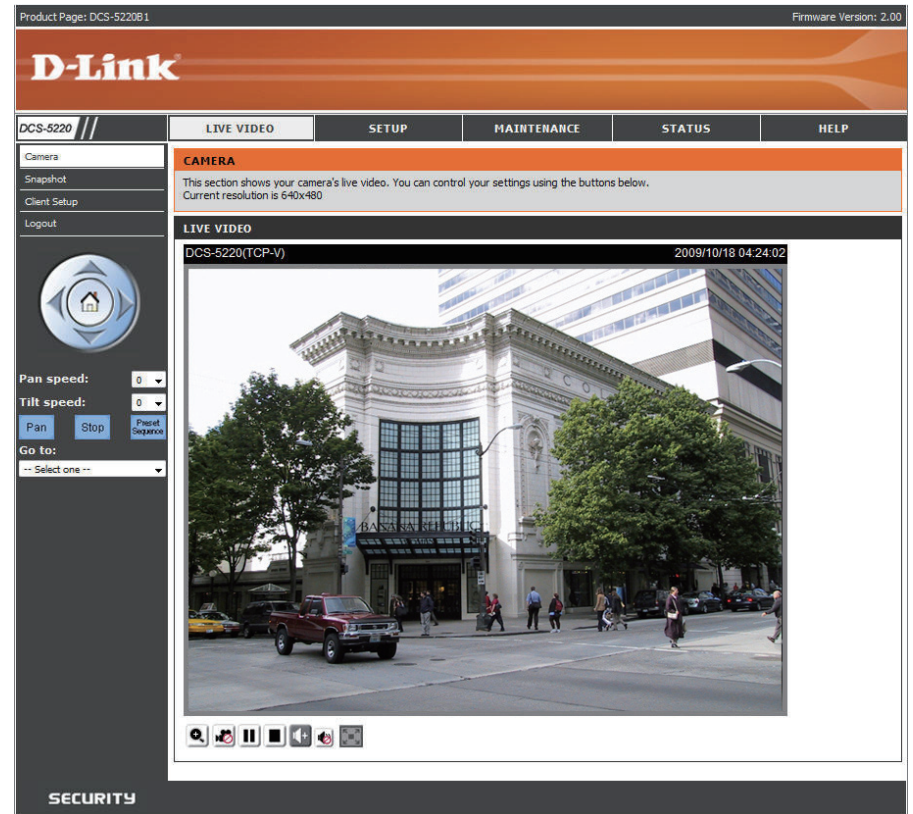 Product Page: DCS-5220B1 Firmware Version: 2.00
D-Link
DCS-5220 LIVE VIDEO SETUP MAINTENANCE STATUS HELP
Camera
Snapshot
Client Setup
Logout
CAMERA
This section shows your camera's live video. You can control your settings using the buttons below.
Current resolution is 640x480
LIVE VIDEO
DCS-5220(TCP-V) 2009/10/18 04:24:02
BANANA REPUBLIC
Pan speed: 0
Tilt speed: 0
Pan Stop Preset Sequence
Go to:
-- Select one --
SECURITY